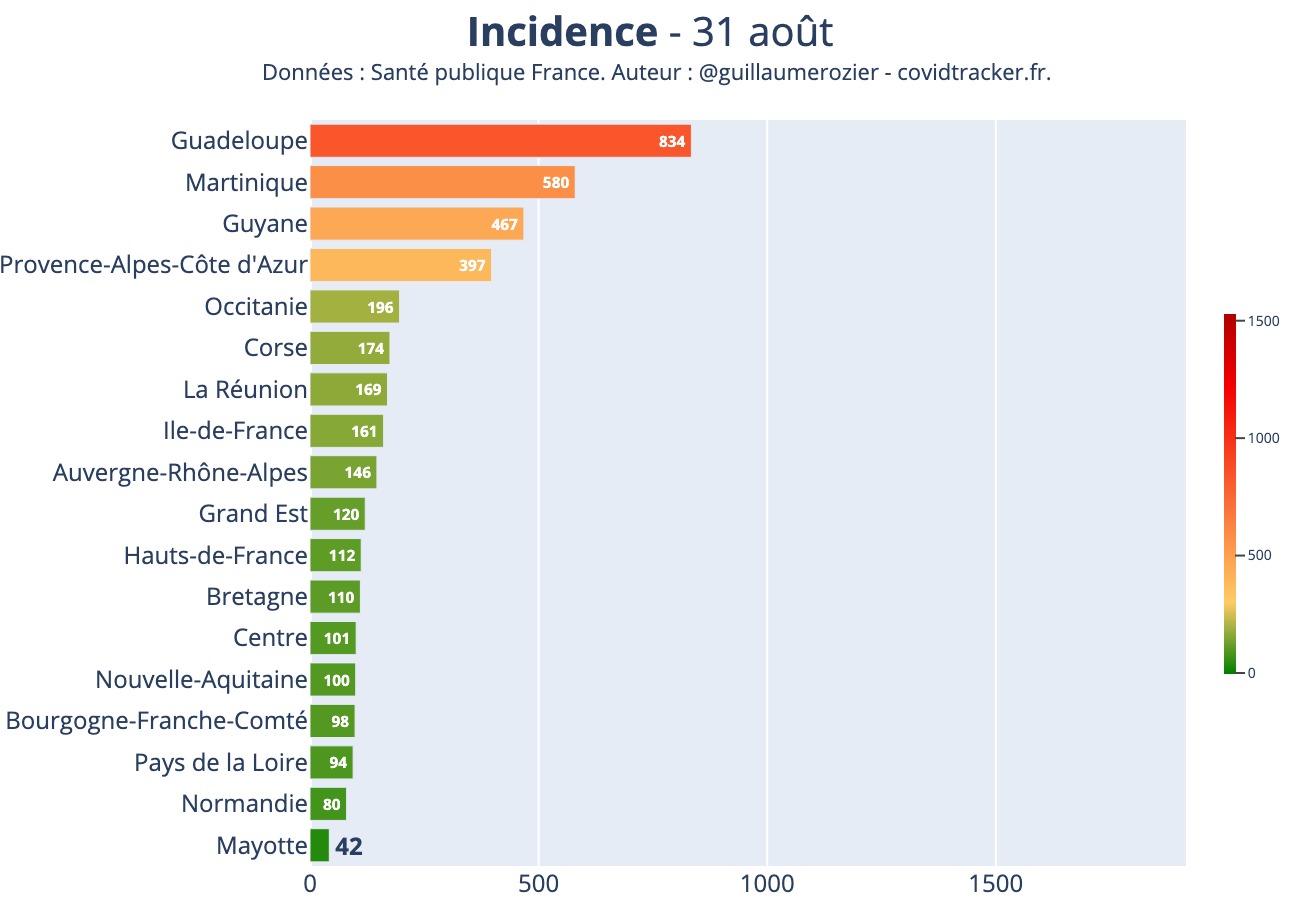 Incidence - 31 août
Données : Santé publique France. Auteur : @guillaumerozier - covidtracker.fr.
Guadeloupe 834
Martinique 580
Guyane 467
Provence-Alpes-Côte d'Azur 397
Occitanie 196
Corse 174
La Réunion 169
Ile-de-France 161
Auvergne-Rhône-Alpes 146
Grand Est 120
Hauts-de-France 112
Bretagne 110
Centre 101
Nouvelle-Aquitaine 100
Bourgogne-Franche-Comté 98
Pays de la Loire 94
Normandie 80
Mayotte 42
0 500 1000 1500
1500
1000
500
0